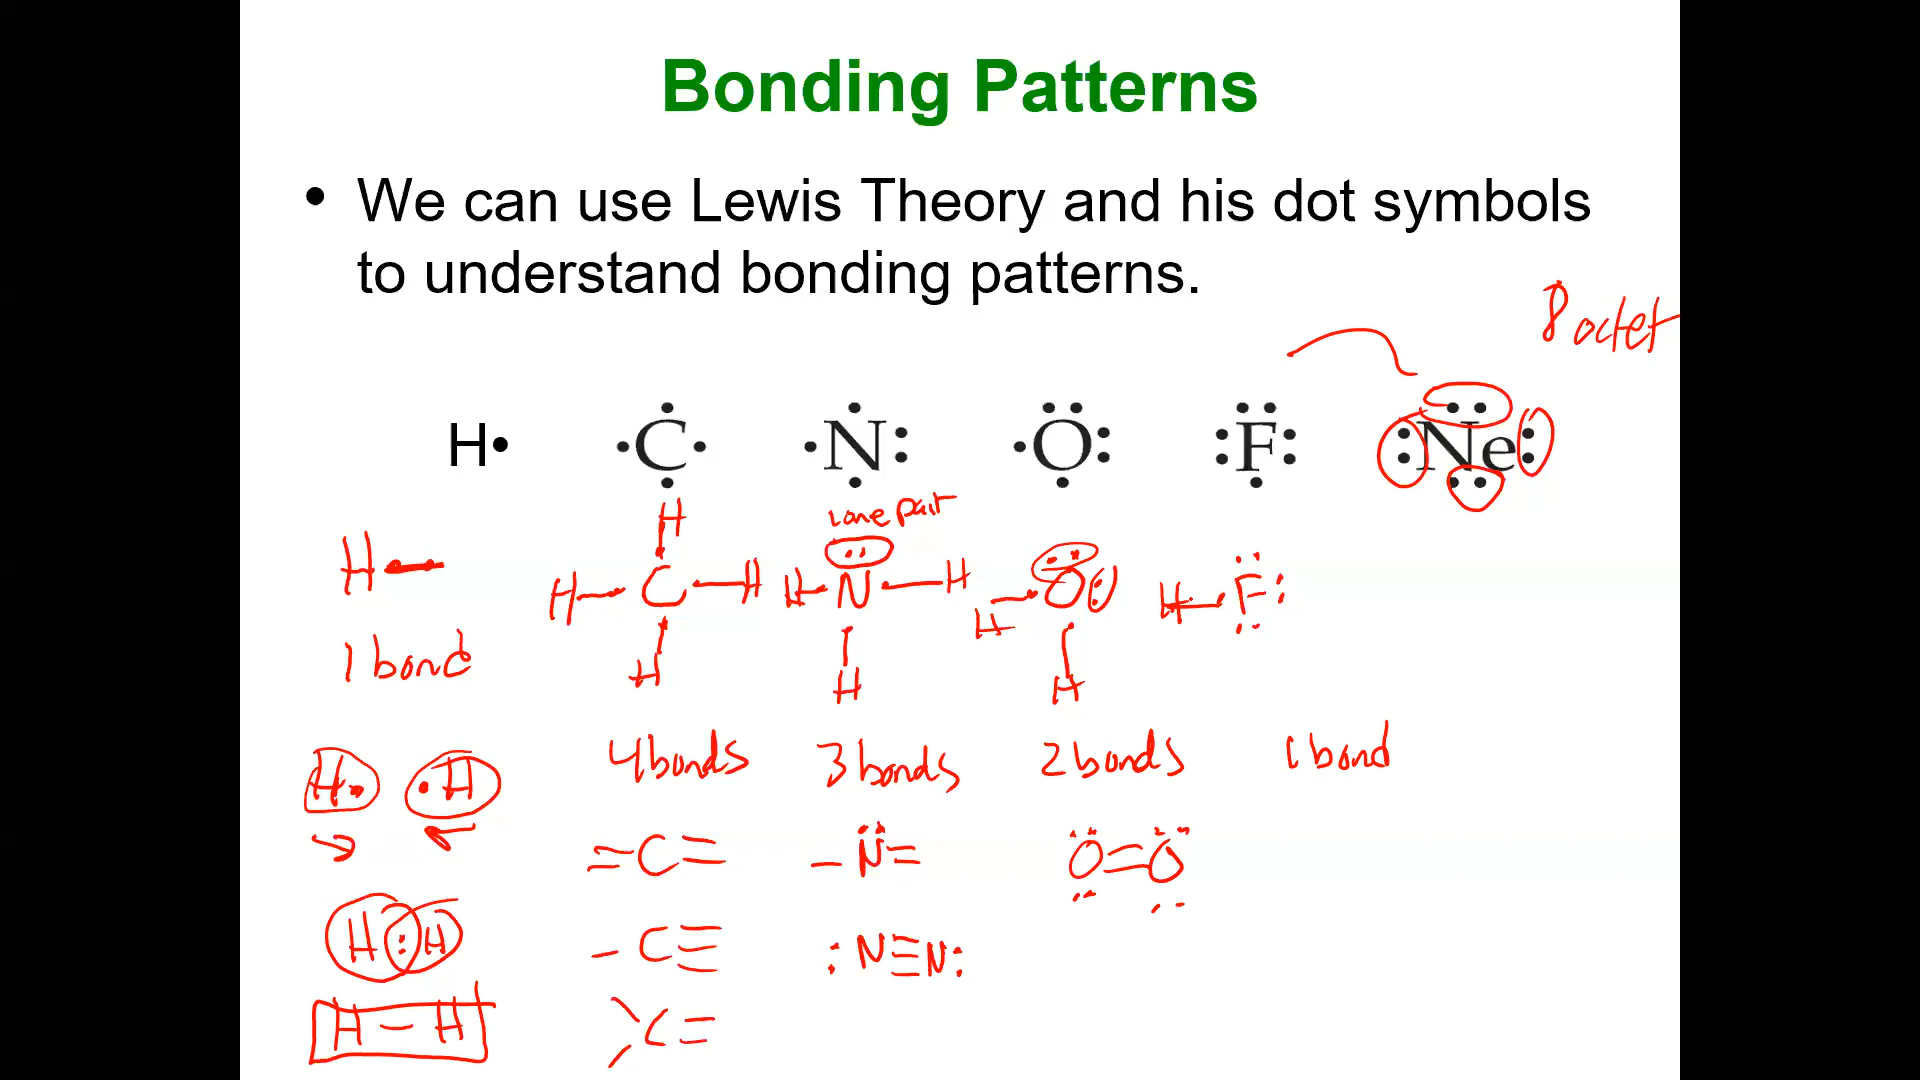 Bonding Patterns
• We can use Lewis Theory and his dot symbols
to understand bonding patterns.
8 octet
H• ·C· ·N: ·O: :F: :Ne:
lone pair
H
H— H—C—H H—N—H H—O: H—F:
H H H
1 bond
4 bonds 3 bonds 2 bonds 1 bond
H· ·H
=C= —N= O=O
H:H —C≡ :N≡N:
H—H >C=